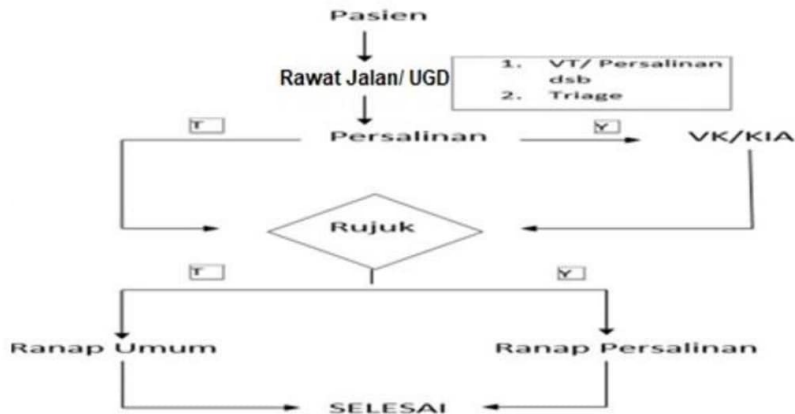 Pasien
Rawat Jalan/ UGD
1. VT/ Persalinan
dsb
2. Triage
T
Persalinan
Y
VK/KIA
Rujuk
T
Y
Ranap Umum
Ranap Persalinan
SELESAI